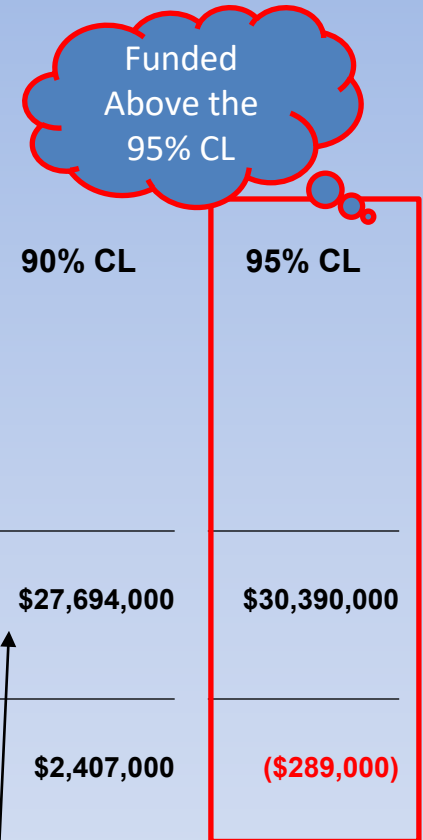 Funded
Above the
95% CL
90% CL 95% CL
$27,694,000 $30,390,000
$2,407,000 ($289,000)